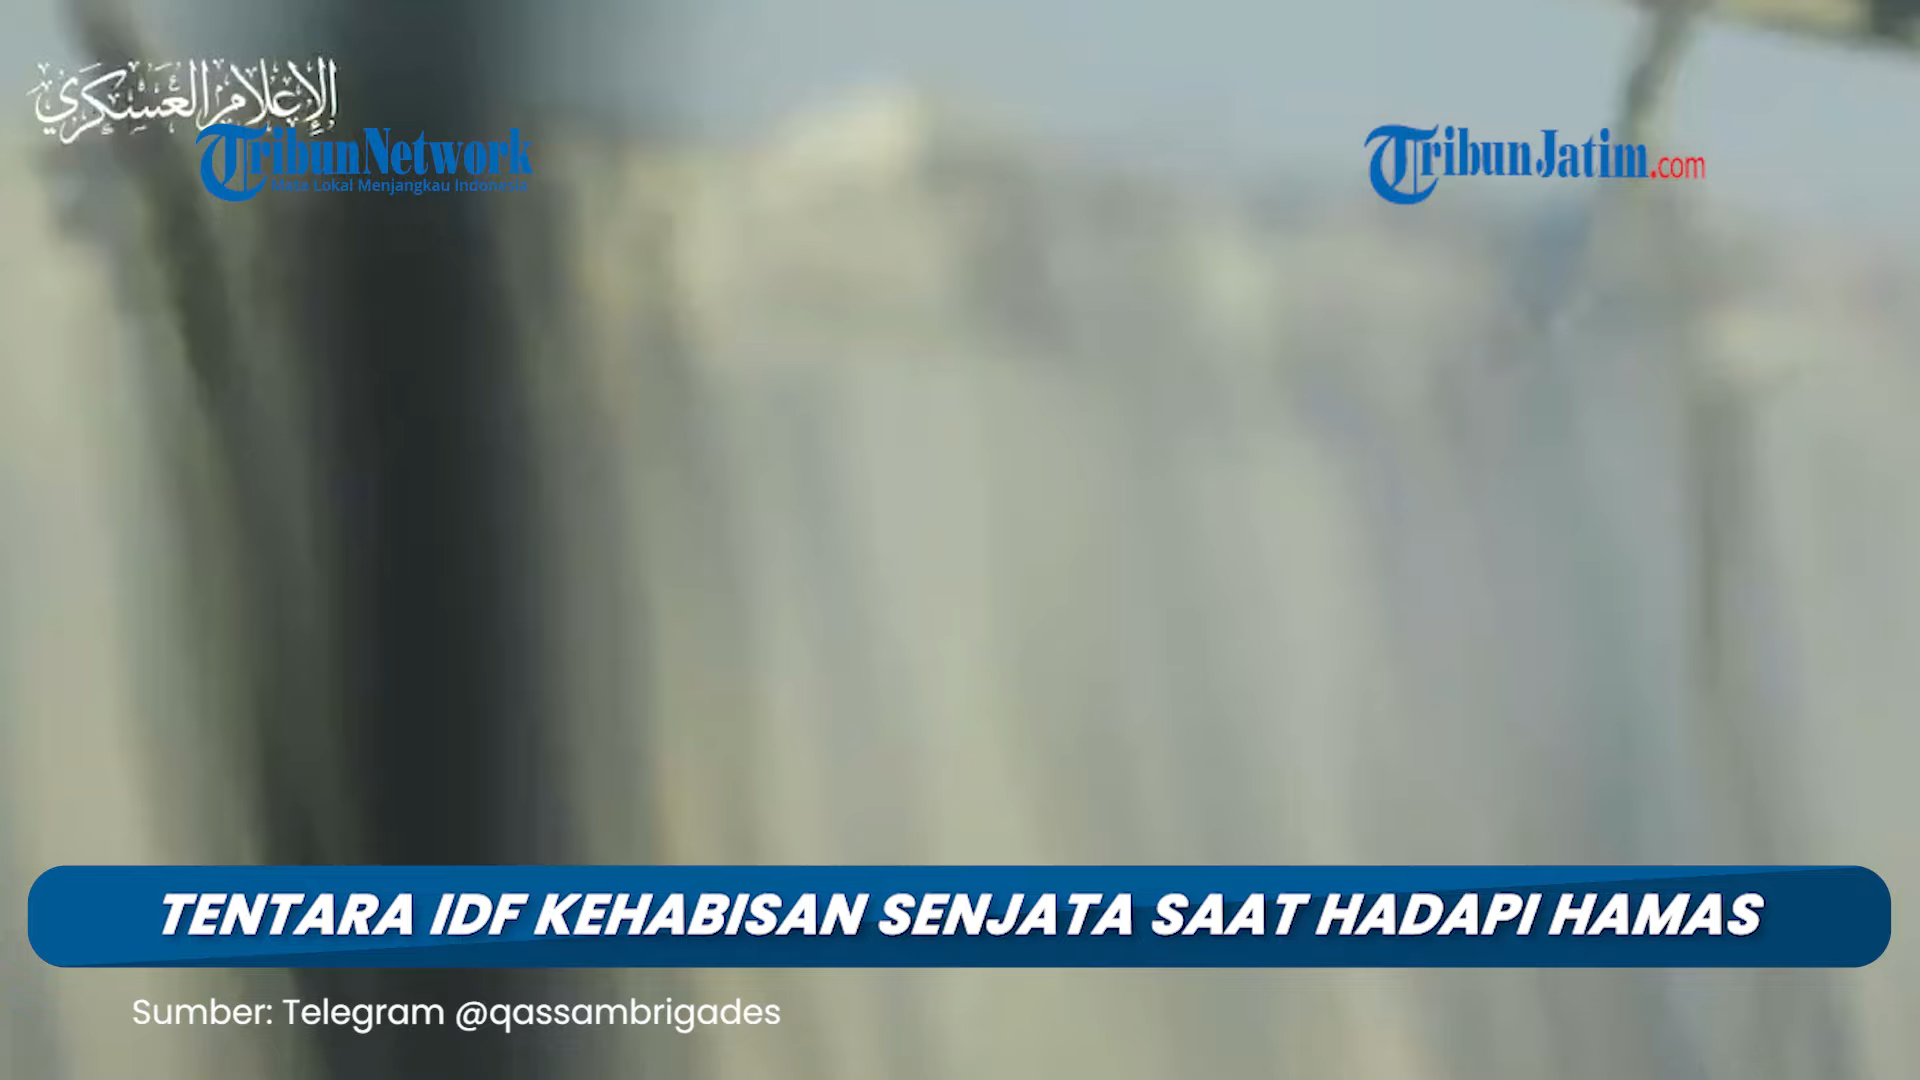 الإعلام العسكري
TribunNetwork
Mata Lokal Menjangkau Indonesia
TribunJatim.com
TENTARA IDF KEHABISAN SENJATA SAAT HADAPI HAMAS
Sumber: Telegram @qassambrigades